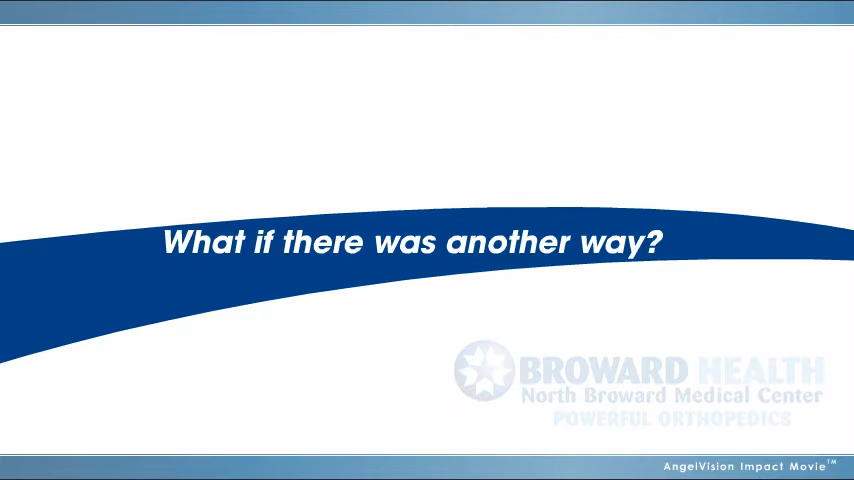 What if there was another way?
BROWARD HEALTH
North Broward Medical Center
POWERFUL ORTHOPEDICS
AngelVision Impact Movie™